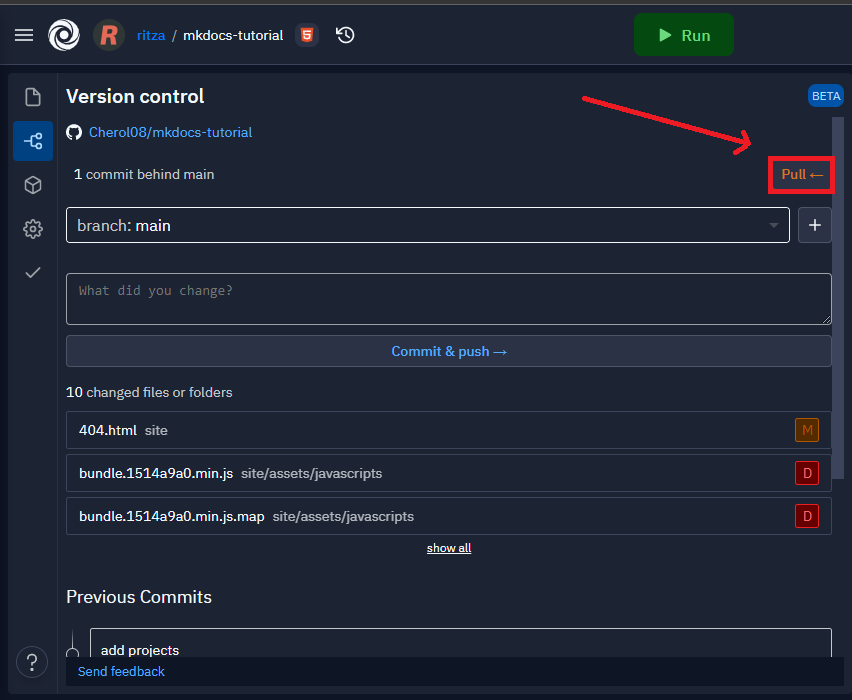 R ritza / mkdocs-tutorial 5 Run
Version control BETA
Cherol08/mkdocs-tutorial
1 commit behind main Pull ←
branch: main +
What did you change?
Commit & push →
10 changed files or folders
404.html site M
bundle.1514a9a0.min.js site/assets/javascripts D
bundle.1514a9a0.min.js.map site/assets/javascripts D
show all
Previous Commits
add projects
?
Send feedback